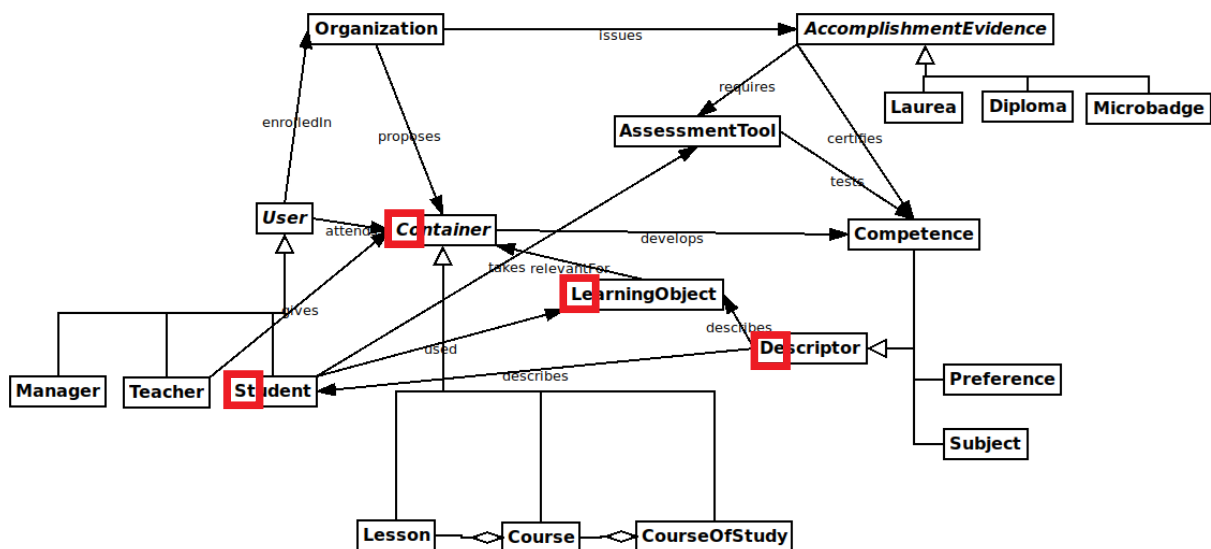 Organization
issues
AccomplishmentEvidence
requires
Laurea
Diploma
Microbadge
enrolledIn
proposes
AssessmentTool
certifies
tests
User
attends
Container
develops
Competence
takes
relevantFor
LearningObject
gives
describes
used
Descriptor
describes
Manager
Teacher
Student
Preference
Subject
Lesson
Course
CourseOfStudy